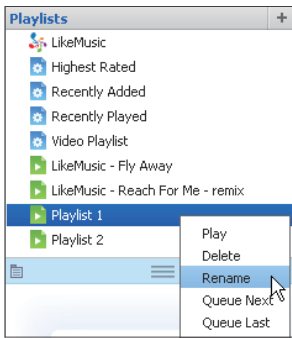 Playlists
LikeMusic
Highest Rated
Recently Added
Recently Played
Video Playlist
LikeMusic - Fly Away
LikeMusic - Reach For Me - remix
Playlist 1
Playlist 2
Play
Delete
Rename
Queue Next
Queue Last